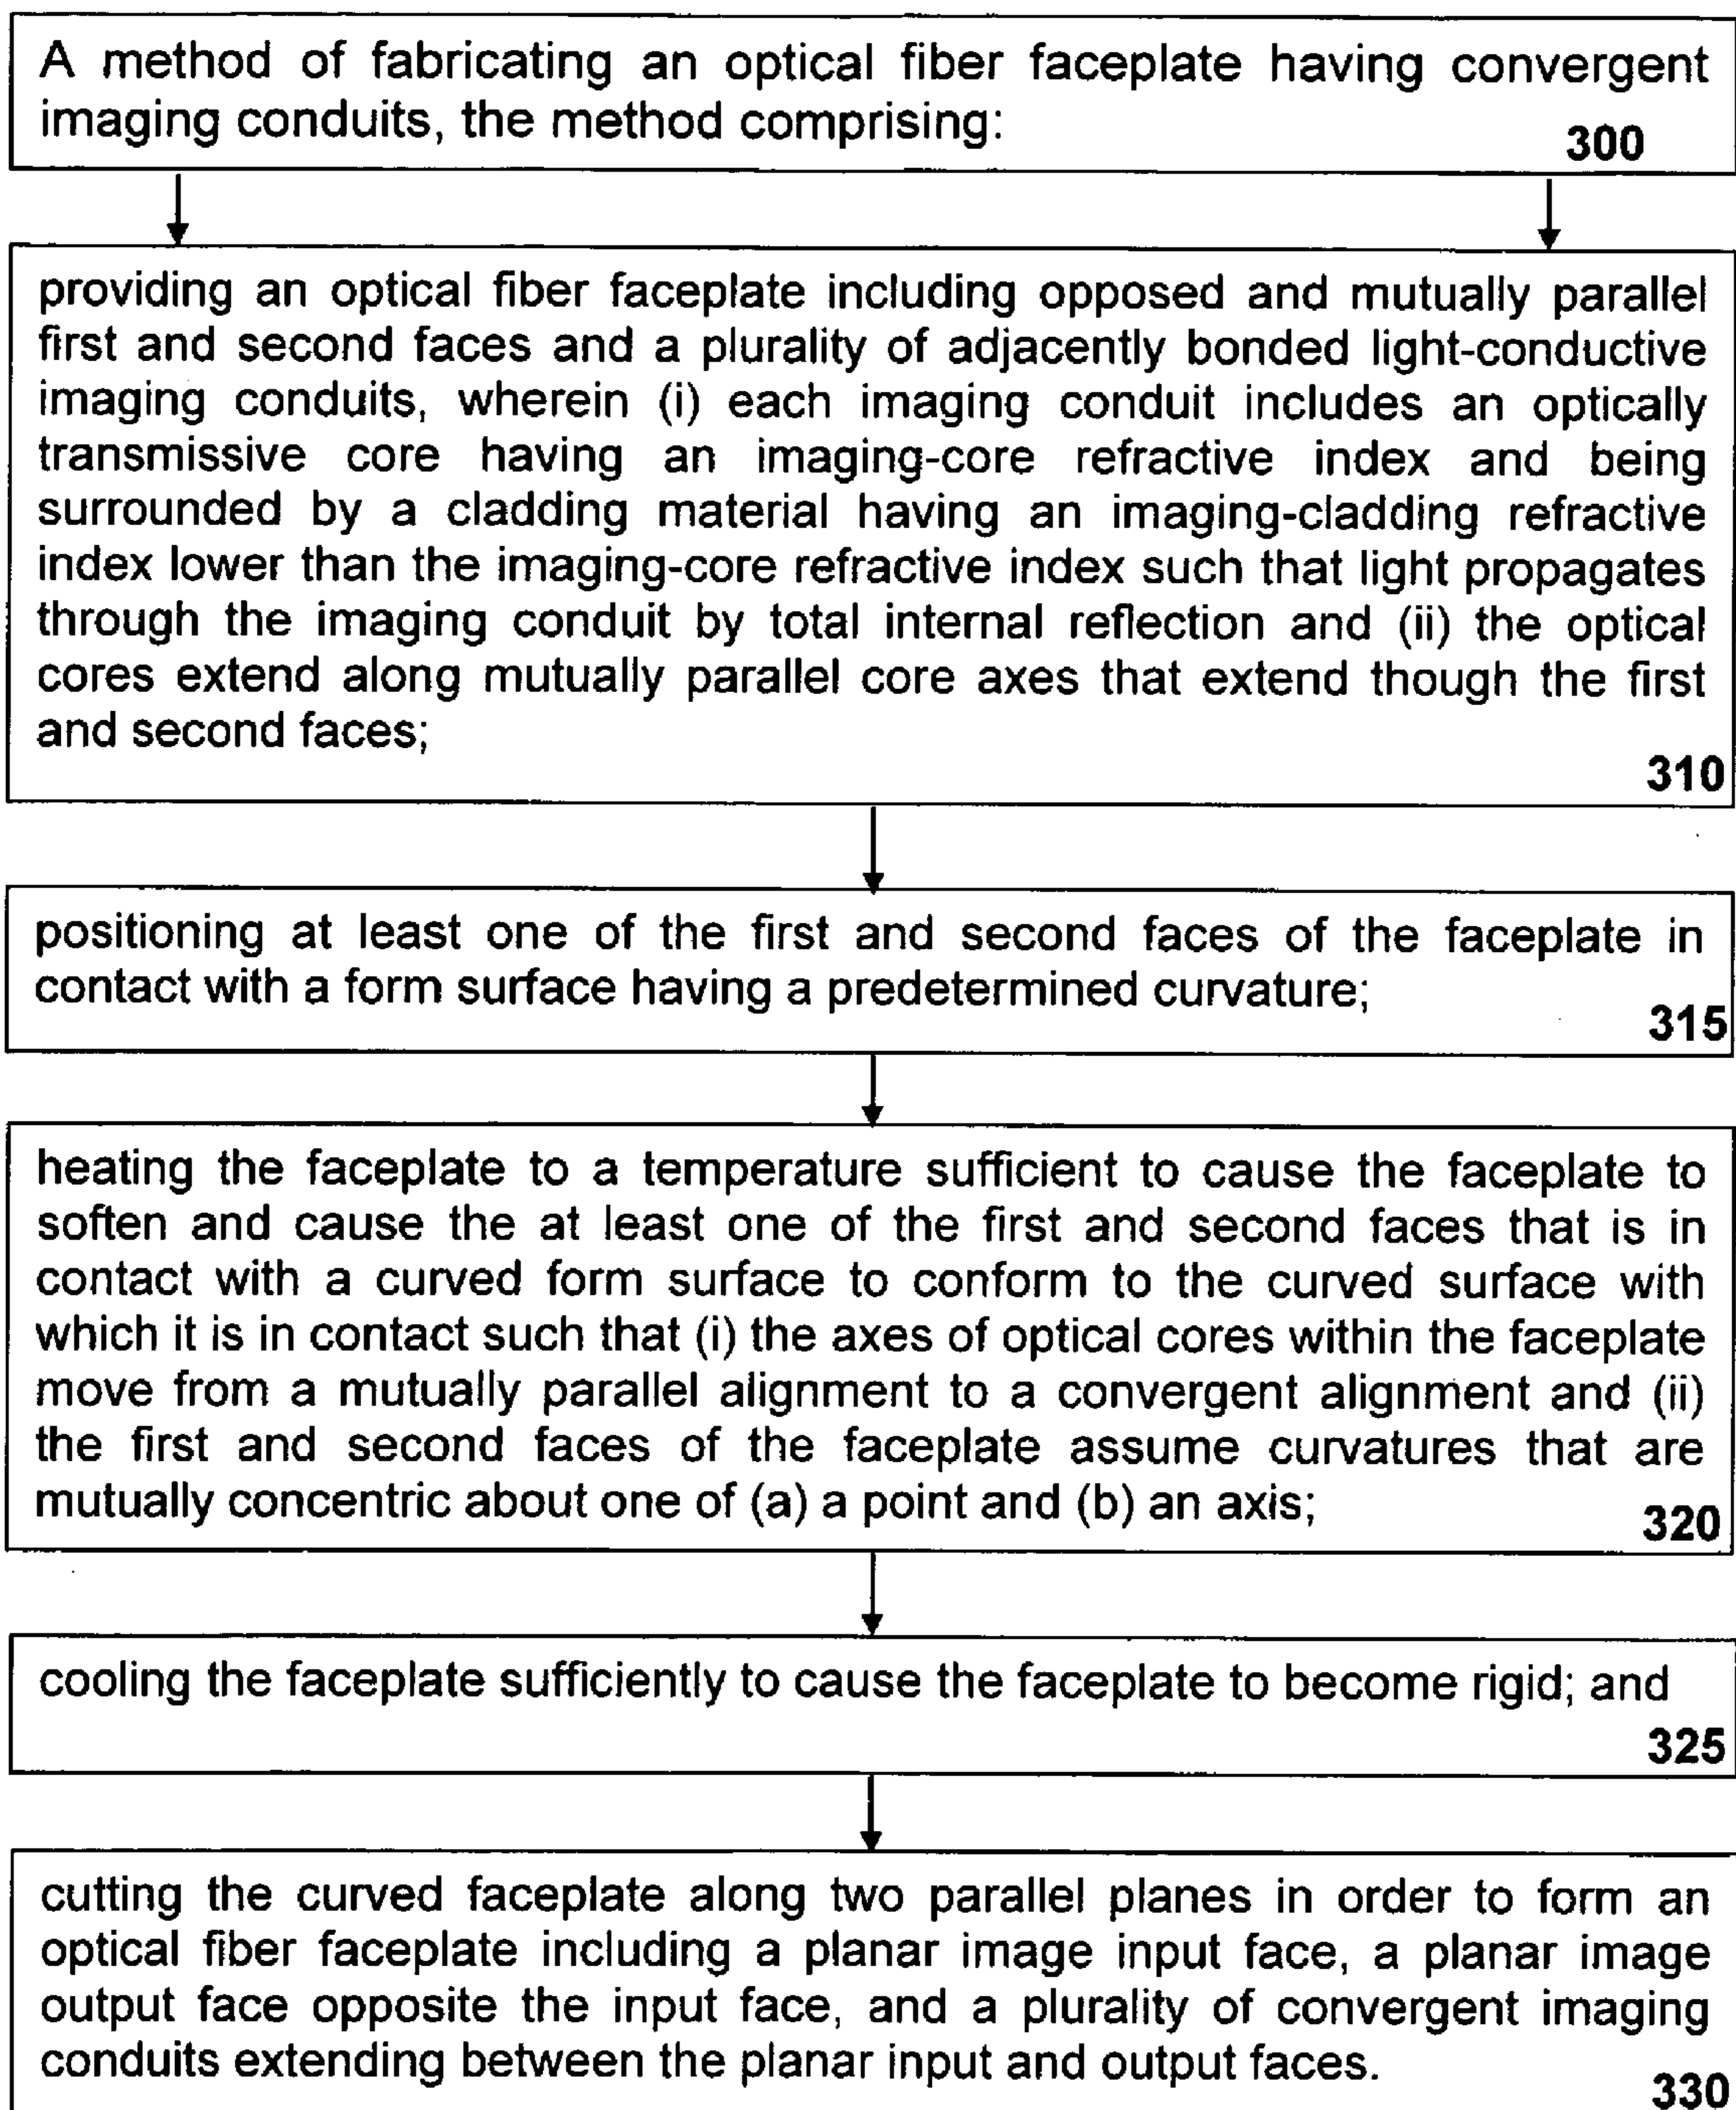 A method of fabricating an optical fiber faceplate having convergent
imaging conduits, the method comprising:
300
providing an optical fiber faceplate including opposed and mutually parallel
first and second faces and a plurality of adjacently bonded light-conductive
imaging conduits, wherein (i) each imaging conduit includes an optically
transmissive core having an imaging-core refractive index and being
surrounded by a cladding material having an imaging-cladding refractive
index lower than the imaging-core refractive index such that light propagates
through the imaging conduit by total internal reflection and (ii) the optical
cores extend along mutually parallel core axes that extend though the first
and second faces;
310
positioning at least one of the first and second faces of the faceplate in
contact with a form surface having a predetermined curvature;
315
heating the faceplate to a temperature sufficient to cause the faceplate to
soften and cause the at least one of the first and second faces that is in
contact with a curved form surface to conform to the curved surface with
which it is in contact such that (i) the axes of optical cores within the faceplate
move from a mutually parallel alignment to a convergent alignment and (ii)
the first and second faces of the faceplate assume curvatures that are
mutually concentric about one of (a) a point and (b) an axis;
320
cooling the faceplate sufficiently to cause the faceplate to become rigid; and
325
cutting the curved faceplate along two parallel planes in order to form an
optical fiber faceplate including a planar image input face, a planar image
output face opposite the input face, and a plurality of convergent imaging
conduits extending between the planar input and output faces.
330